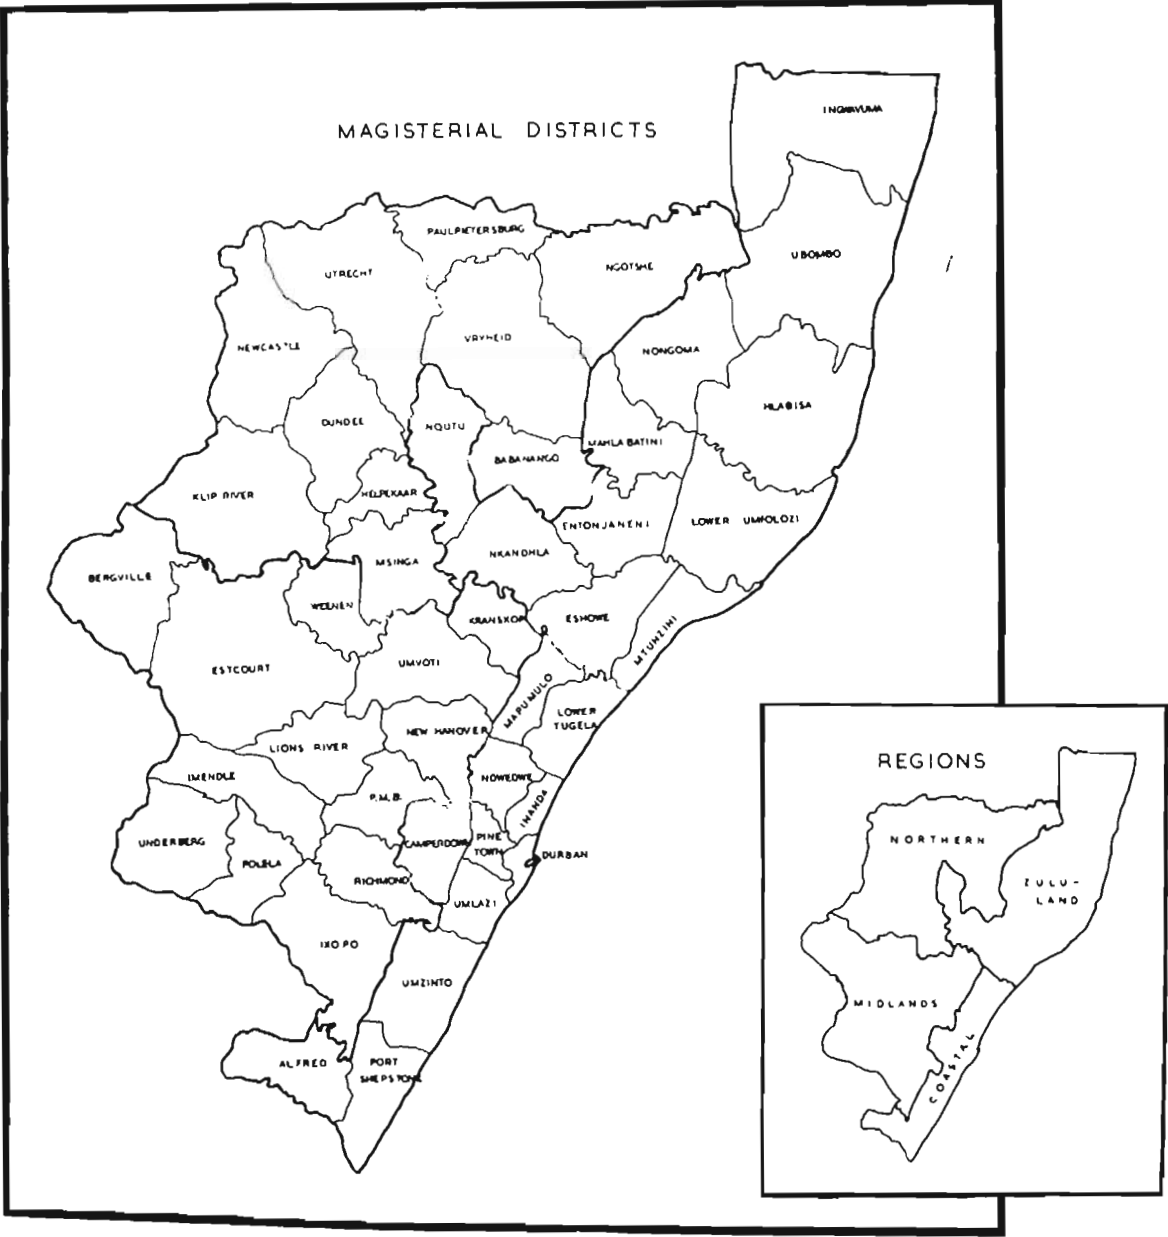 MAGISTERIAL DISTRICTS
INGWAVUMA
PAULPIETERSBURG
UBOMBO
NGOTSHE
UTRECHT
VRYHEID
NEWCASTLE
NONGOMA
HLABISA
DUNDEE
NQUTU
MAHLABATINI
BABANANGO
HELPEKAAR
KLIP RIVER
LOWER UMFOLOZI
ENTONJANENI
NKANDHLA
MSINGA
BERGVILLE
WEENEN
KRANSKOP
ESHOWE
MTUNZINI
UMVOTI
ESTCOURT
MAPUMULO
LOWER
TUGELA
NEW HANOVER
LIONS RIVER
IMENDLE
NDWEDWE
P.M.B.
INANDA
UNDERBERG
CAMPERDOWN
PINE
TOWN
DURBAN
POLELA
RICHMOND
UMLAZI
IXOPO
UMZINTO
ALFRED
PORT
SHEPSTONE
REGIONS
NORTHERN
ZULU-
LAND
MIDLANDS
COASTAL